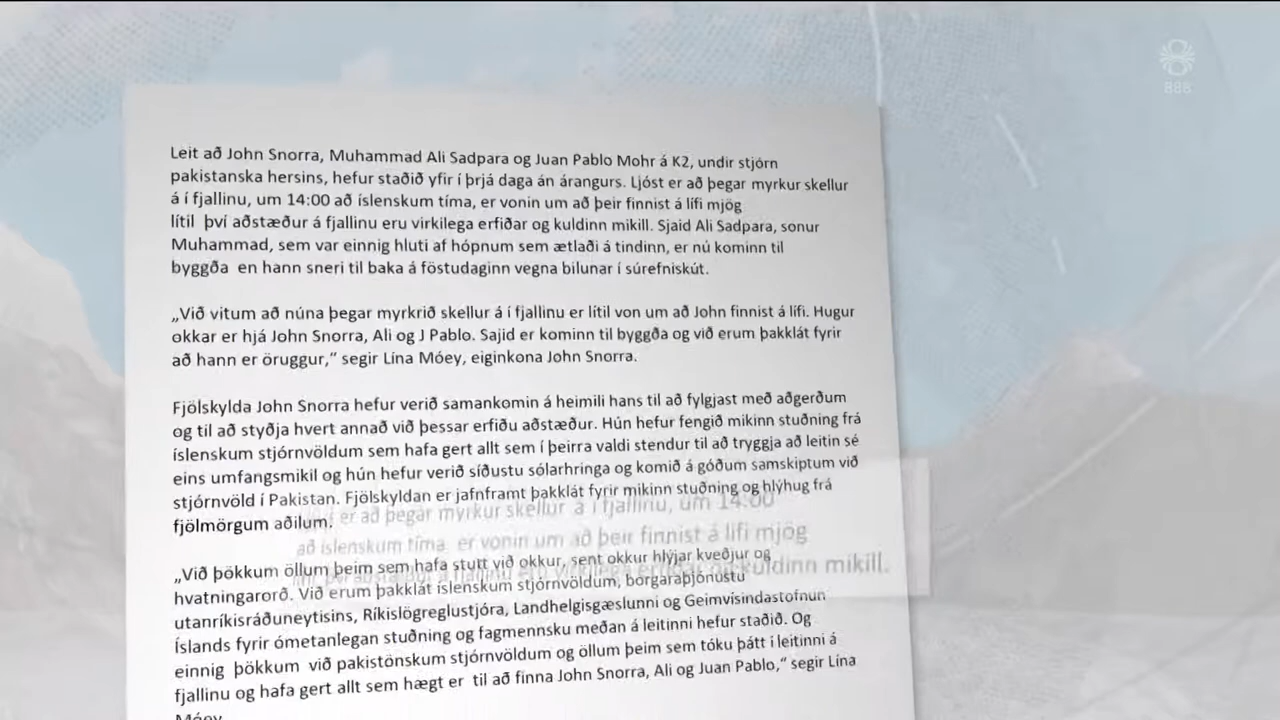 888
Leit að John Snorra, Muhammad Ali Sadpara og Juan Pablo Mohr á K2, undir stjórn
pakistanska hersins, hefur staðið yfir í þrjá daga án árangurs. Ljóst er að þegar myrkur skellur
á í fjallinu, um 14:00 að íslenskum tíma, er vonin um að þeir finnist á lífi mjög
lítil því aðstæður á fjallinu eru virkilega erfiðar og kuldinn mikill. Sjaid Ali Sadpara, sonur
Muhammad, sem var einnig hluti af hópnum sem ætlaði á tindinn, er nú kominn til
byggða en hann sneri til baka á föstudaginn vegna bilunar í súrefniskút.
„Við vitum að núna þegar myrkrið skellur á í fjallinu er lítil von um að John finnist á lífi. Hugur
okkar er hjá John Snorra, Ali og J Pablo. Sajid er kominn til byggða og við erum þakklát fyrir
að hann er öruggur,“ segir Lína Móey, eiginkona John Snorra.
Fjölskylda John Snorra hefur verið samankomin á heimili hans til að fylgjast með aðgerðum
og til að styðja hvert annað við þessar erfiðu aðstæður. Hún hefur fengið mikinn stuðning frá
íslenskum stjórnvöldum sem hafa gert allt sem í þeirra valdi stendur til að tryggja að leitin sé
eins umfangsmikil og hún hefur verið síðustu sólarhringa og komið á góðum samskiptum við
stjórnvöld í Pakistan. Fjölskyldan er jafnframt þakklát fyrir mikinn stuðning og hlýhug frá
fjölmörgum aðilum.
er að þegar myrkur skellur á í fjallinu, um 14:00
að íslenskum tíma, er vonin um að þeir finnist á lífi mjög
kuldinn mikill.
„Við þökkum öllum þeim sem hafa stutt við okkur, sent okkur hlýjar kveðjur og
hvatningarorð. Við erum þakklát íslenskum stjórnvöldum, borgaraþjónustu
utanríkisráðuneytisins, Ríkislögreglustjóra, Landhelgisgæslunni og Geimvísindastofnun
Íslands fyrir ómetanlegan stuðning og fagmennsku meðan á leitinni hefur staðið. Og
einnig þökkum við pakistönskum stjórnvöldum og öllum þeim sem tóku þátt í leitinni á
fjallinu og hafa gert allt sem hægt er til að finna John Snorra, Ali og Juan Pablo,“ segir Lína
Móey